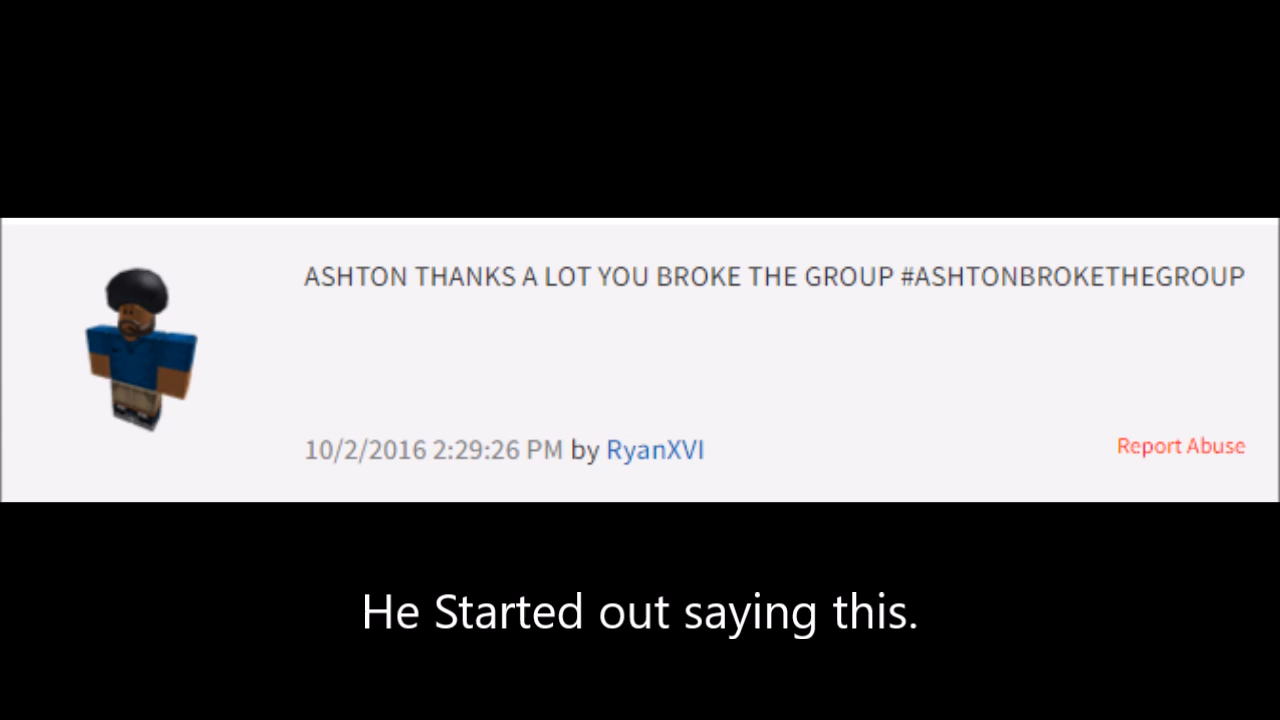 ASHTON THANKS A LOT YOU BROKE THE GROUP #ASHTONBROKETHEGROUP
10/2/2016 2:29:26 PM by RyanXVI
Report Abuse
He Started out saying this.